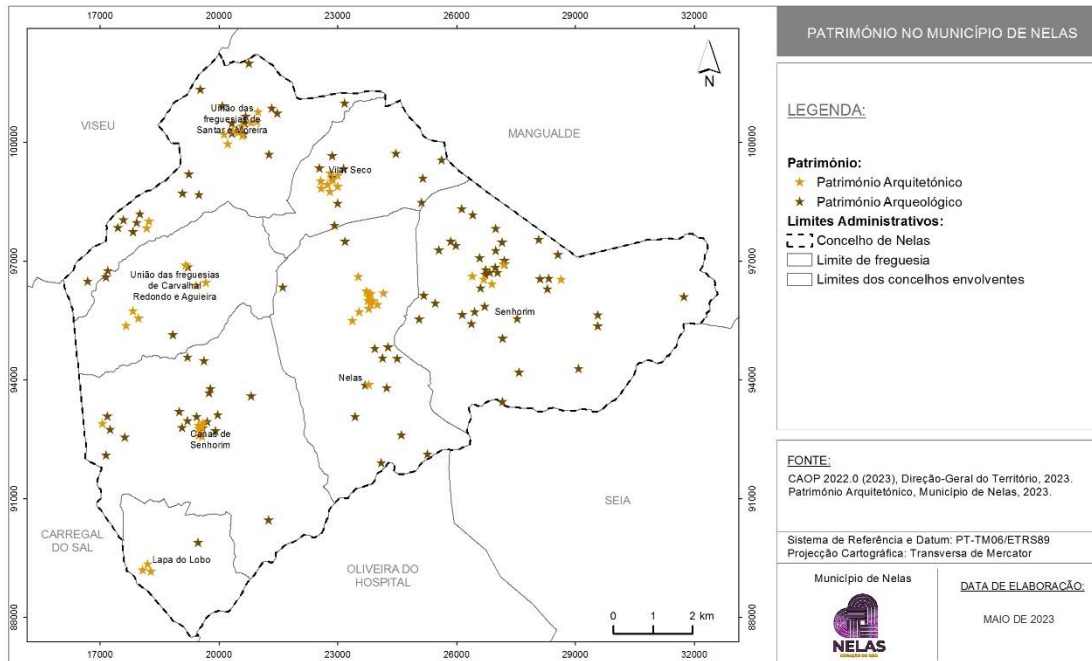 17000 20000 23000 26000 29000 32000
PATRIMÓNIO NO MUNICÍPIO DE NELAS
N
VISEU
MANGUALDE
União das
freguesias de
Santar e Moreira
Vilar Seco
União das freguesias
de Carvalhal
Redondo e Aguieira
Senhorim
Nelas
Canas de
Senhorim
Lapa do Lobo
CARREGAL
DO SAL
OLIVEIRA DO
HOSPITAL
SEIA
100000
97000
94000
91000
88000
100000
97000
94000
91000
88000
0 1 2 km
17000 20000 23000 26000 29000 32000
LEGENDA:
Património:
Património Arquitetónico
Património Arqueológico
Limites Administrativos:
Concelho de Nelas
Limite de freguesia
Limites dos concelhos envolventes
FONTE:
CAOP 2022.0 (2023), Direção-Geral do Território, 2023.
Património Arquitetónico, Município de Nelas, 2023.
Sistema de Referência e Datum: PT-TM06/ETRS89
Projecção Cartográfica: Transversa de Mercator
Município de Nelas
NELAS
CORAÇÃO DO DÃO
DATA DE ELABORAÇÃO:
MAIO DE 2023